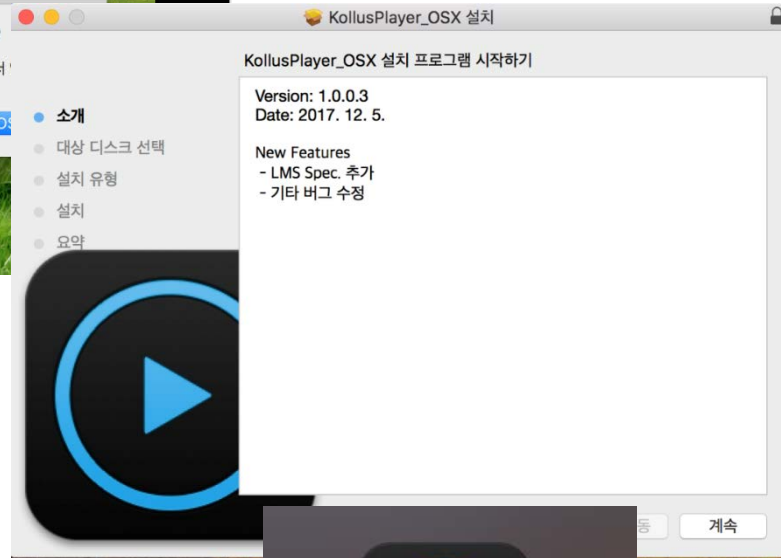 KollusPlayer_OSX 설치
KollusPlayer_OSX 설치 프로그램 시작하기
소개
대상 디스크 선택
설치 유형
설치
요약
Version: 1.0.0.3
Date: 2017. 12. 5.
New Features
- LMS Spec. 추가
- 기타 버그 수정
계속